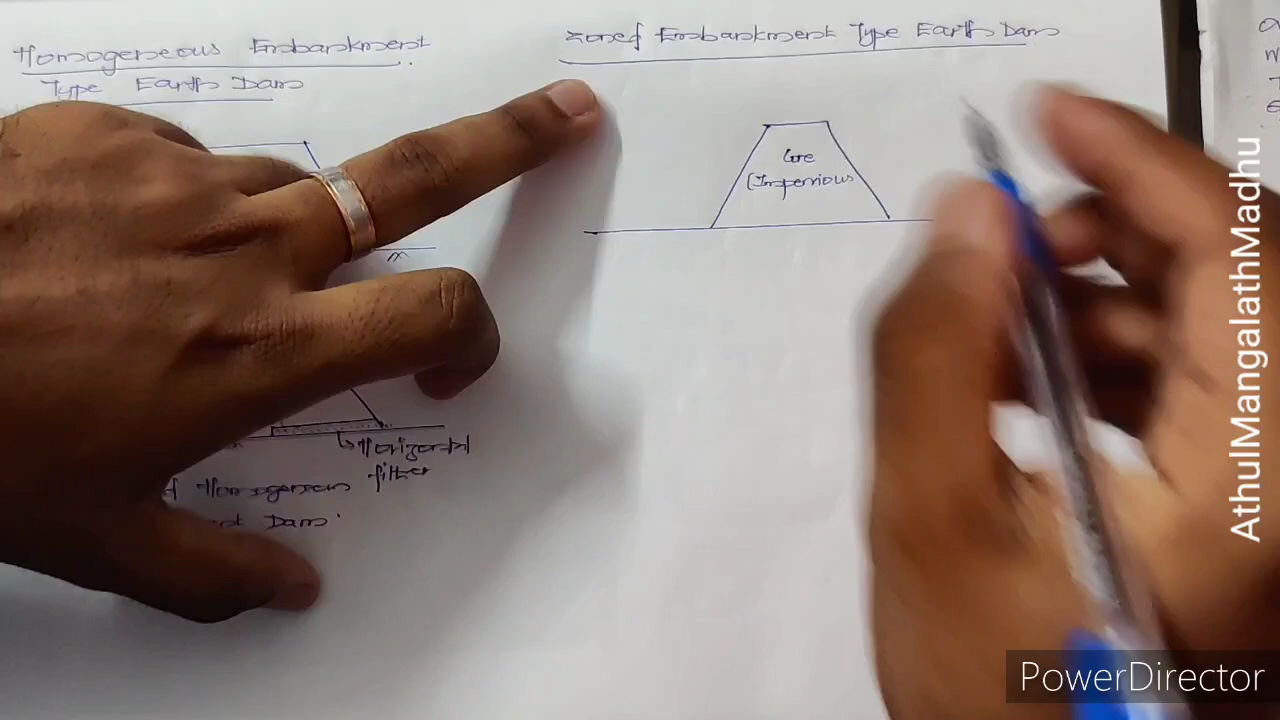 Homogeneous Embankment
Type Earth Dam
Horizontal
filter
Homogeneous
Dam
Zoned Embankment Type Earth Dam
Core
(Impervious
AthulMangalathMadhu
PowerDirector